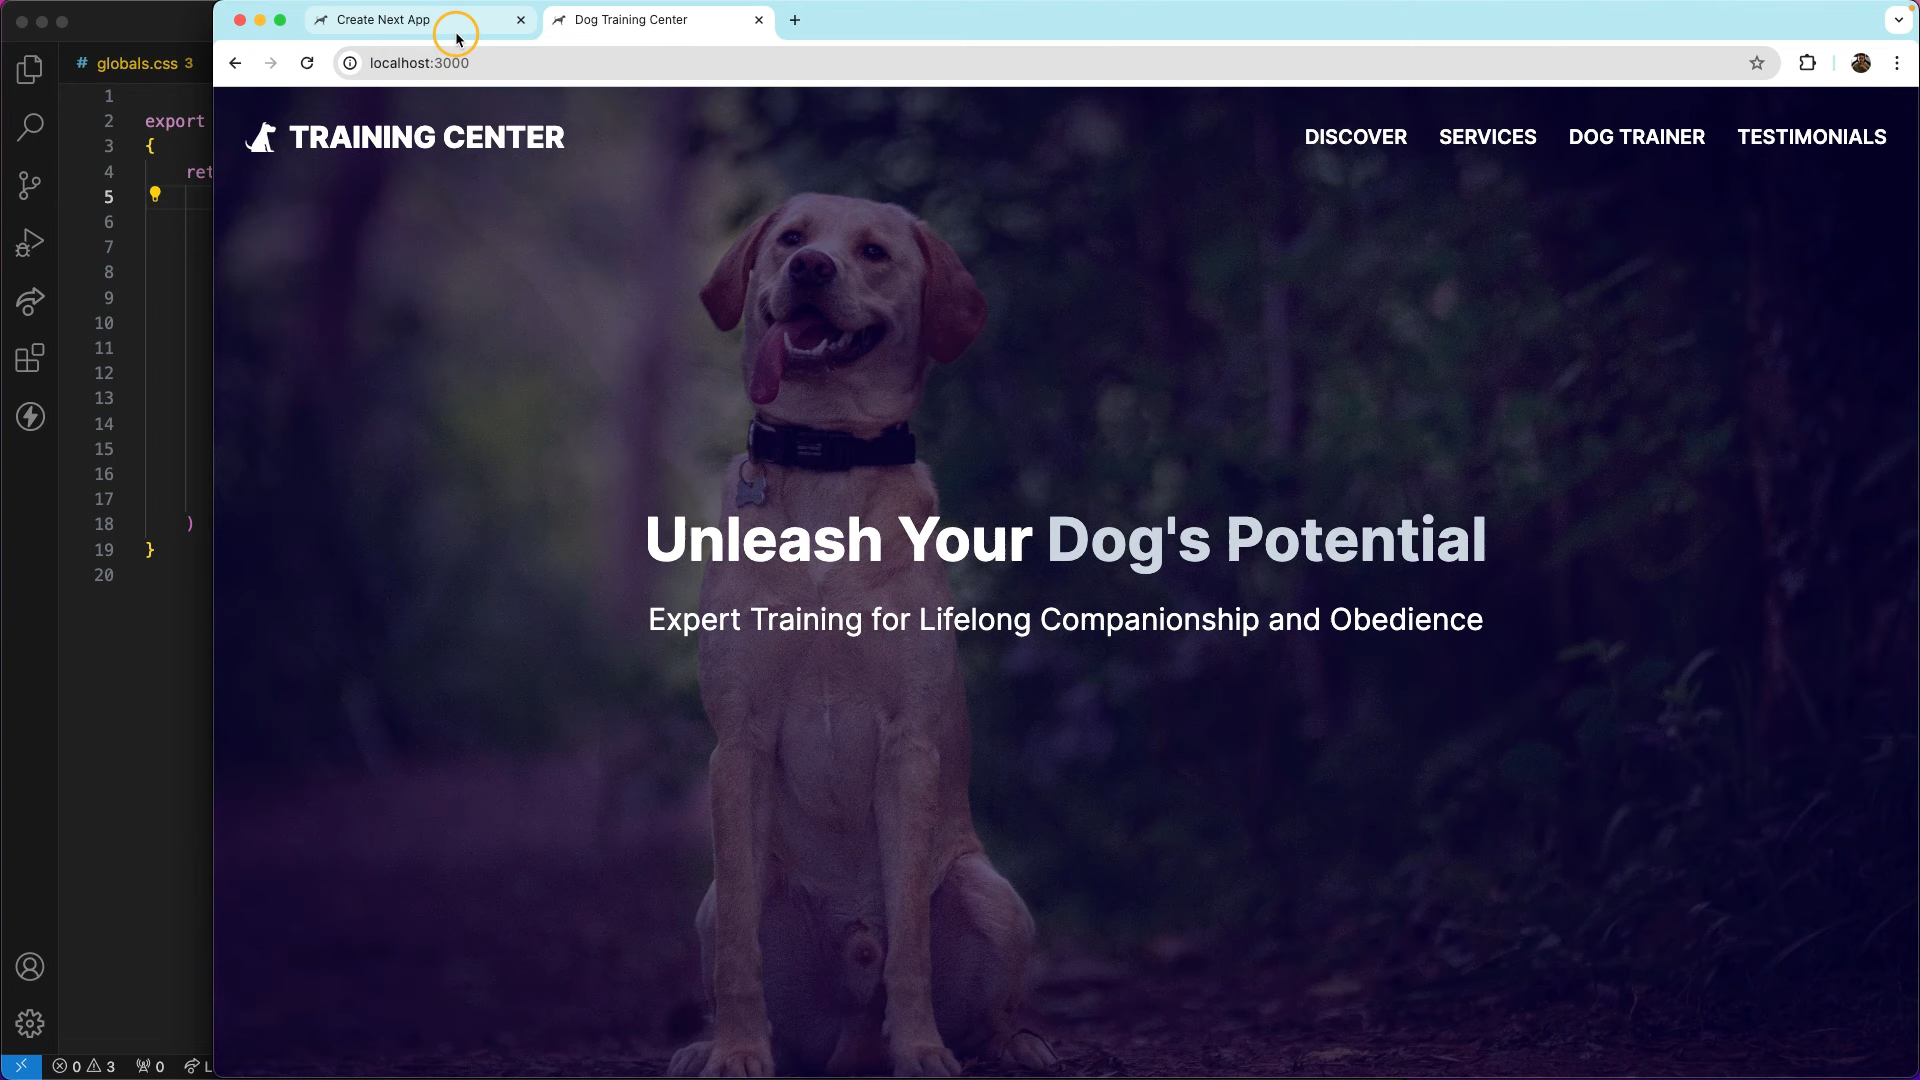 Create Next App
Dog Training Center
localhost:3000
# globals.css 3
1
2 export
3 {
4 ret
5
6
7
8
9
10
11
12
13
14
15
16
17
18 )
19 }
20
TRAINING CENTER
DISCOVER SERVICES DOG TRAINER TESTIMONIALS
Unleash Your Dog's Potential
Expert Training for Lifelong Companionship and Obedience
0 3 0 L